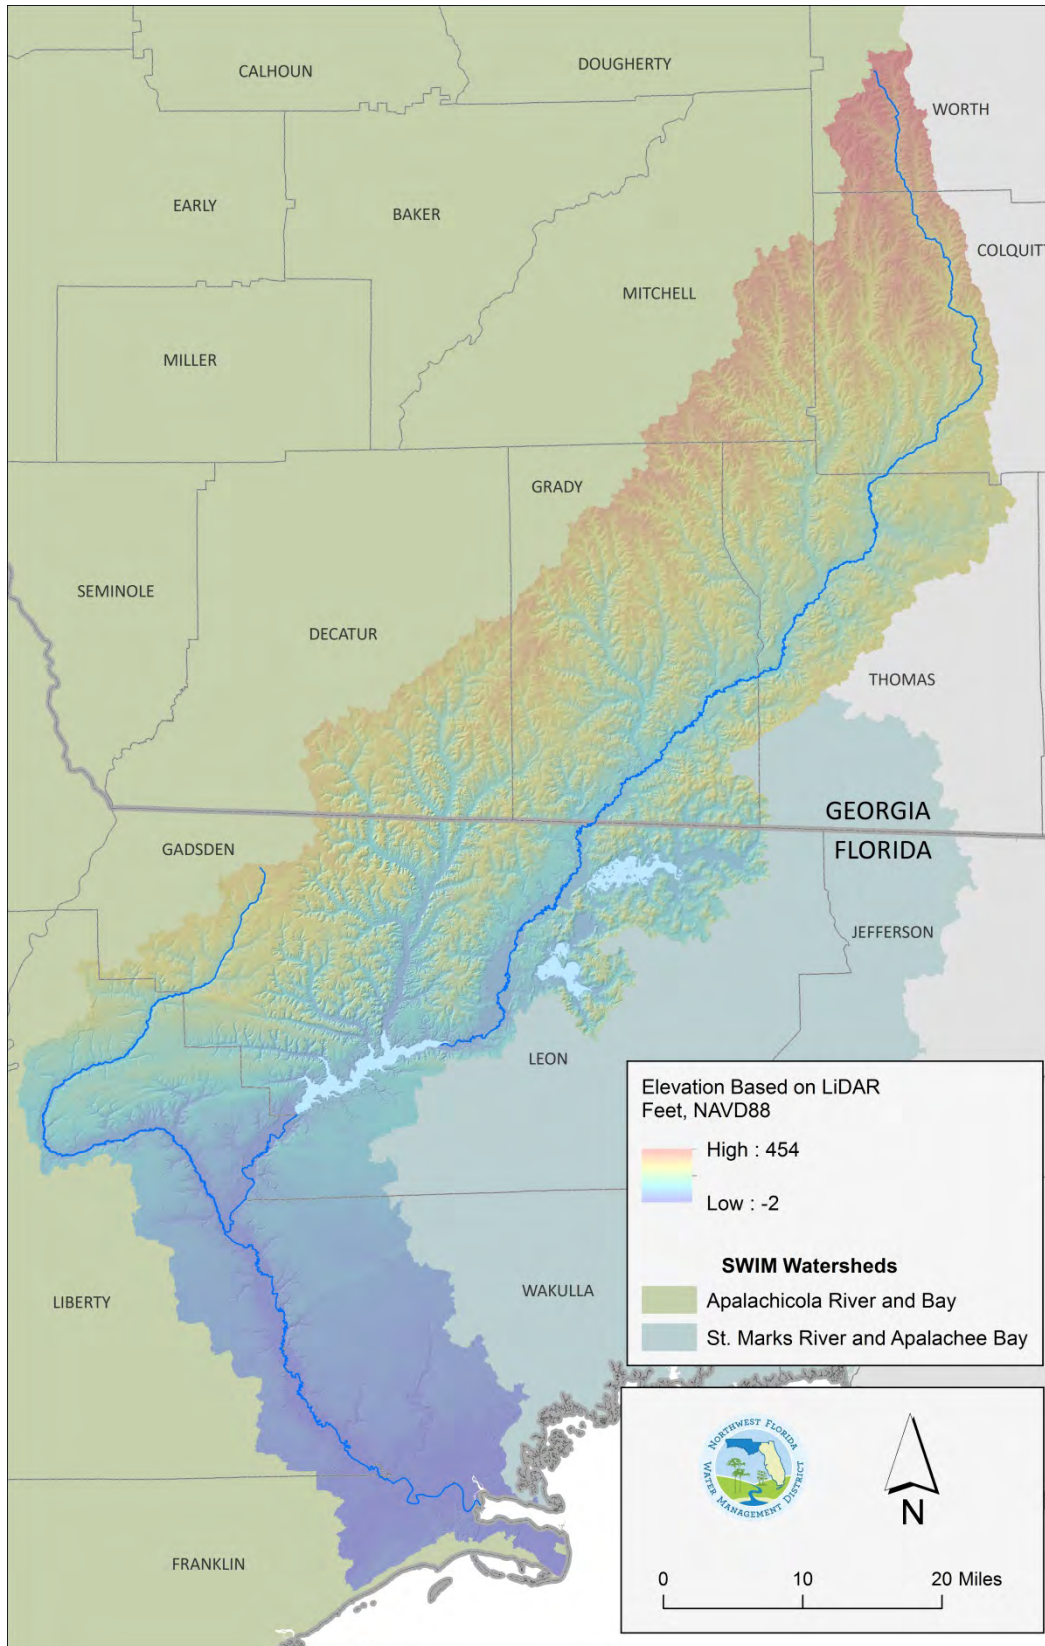 CALHOUN
DOUGHERTY
WORTH
EARLY
BAKER
COLQUIT
MITCHELL
MILLER
GRADY
SEMINOLE
DECATUR
THOMAS
GEORGIA
FLORIDA
GADSDEN
JEFFERSON
LEON
Elevation Based on LiDAR
Feet, NAVD88
High : 454
Low : -2
SWIM Watersheds
Apalachicola River and Bay
St. Marks River and Apalachee Bay
WAKULLA
LIBERTY
FRANKLIN
NORTHWEST FLORIDA
WATER MANAGEMENT DISTRICT
N
0 10 20 Miles